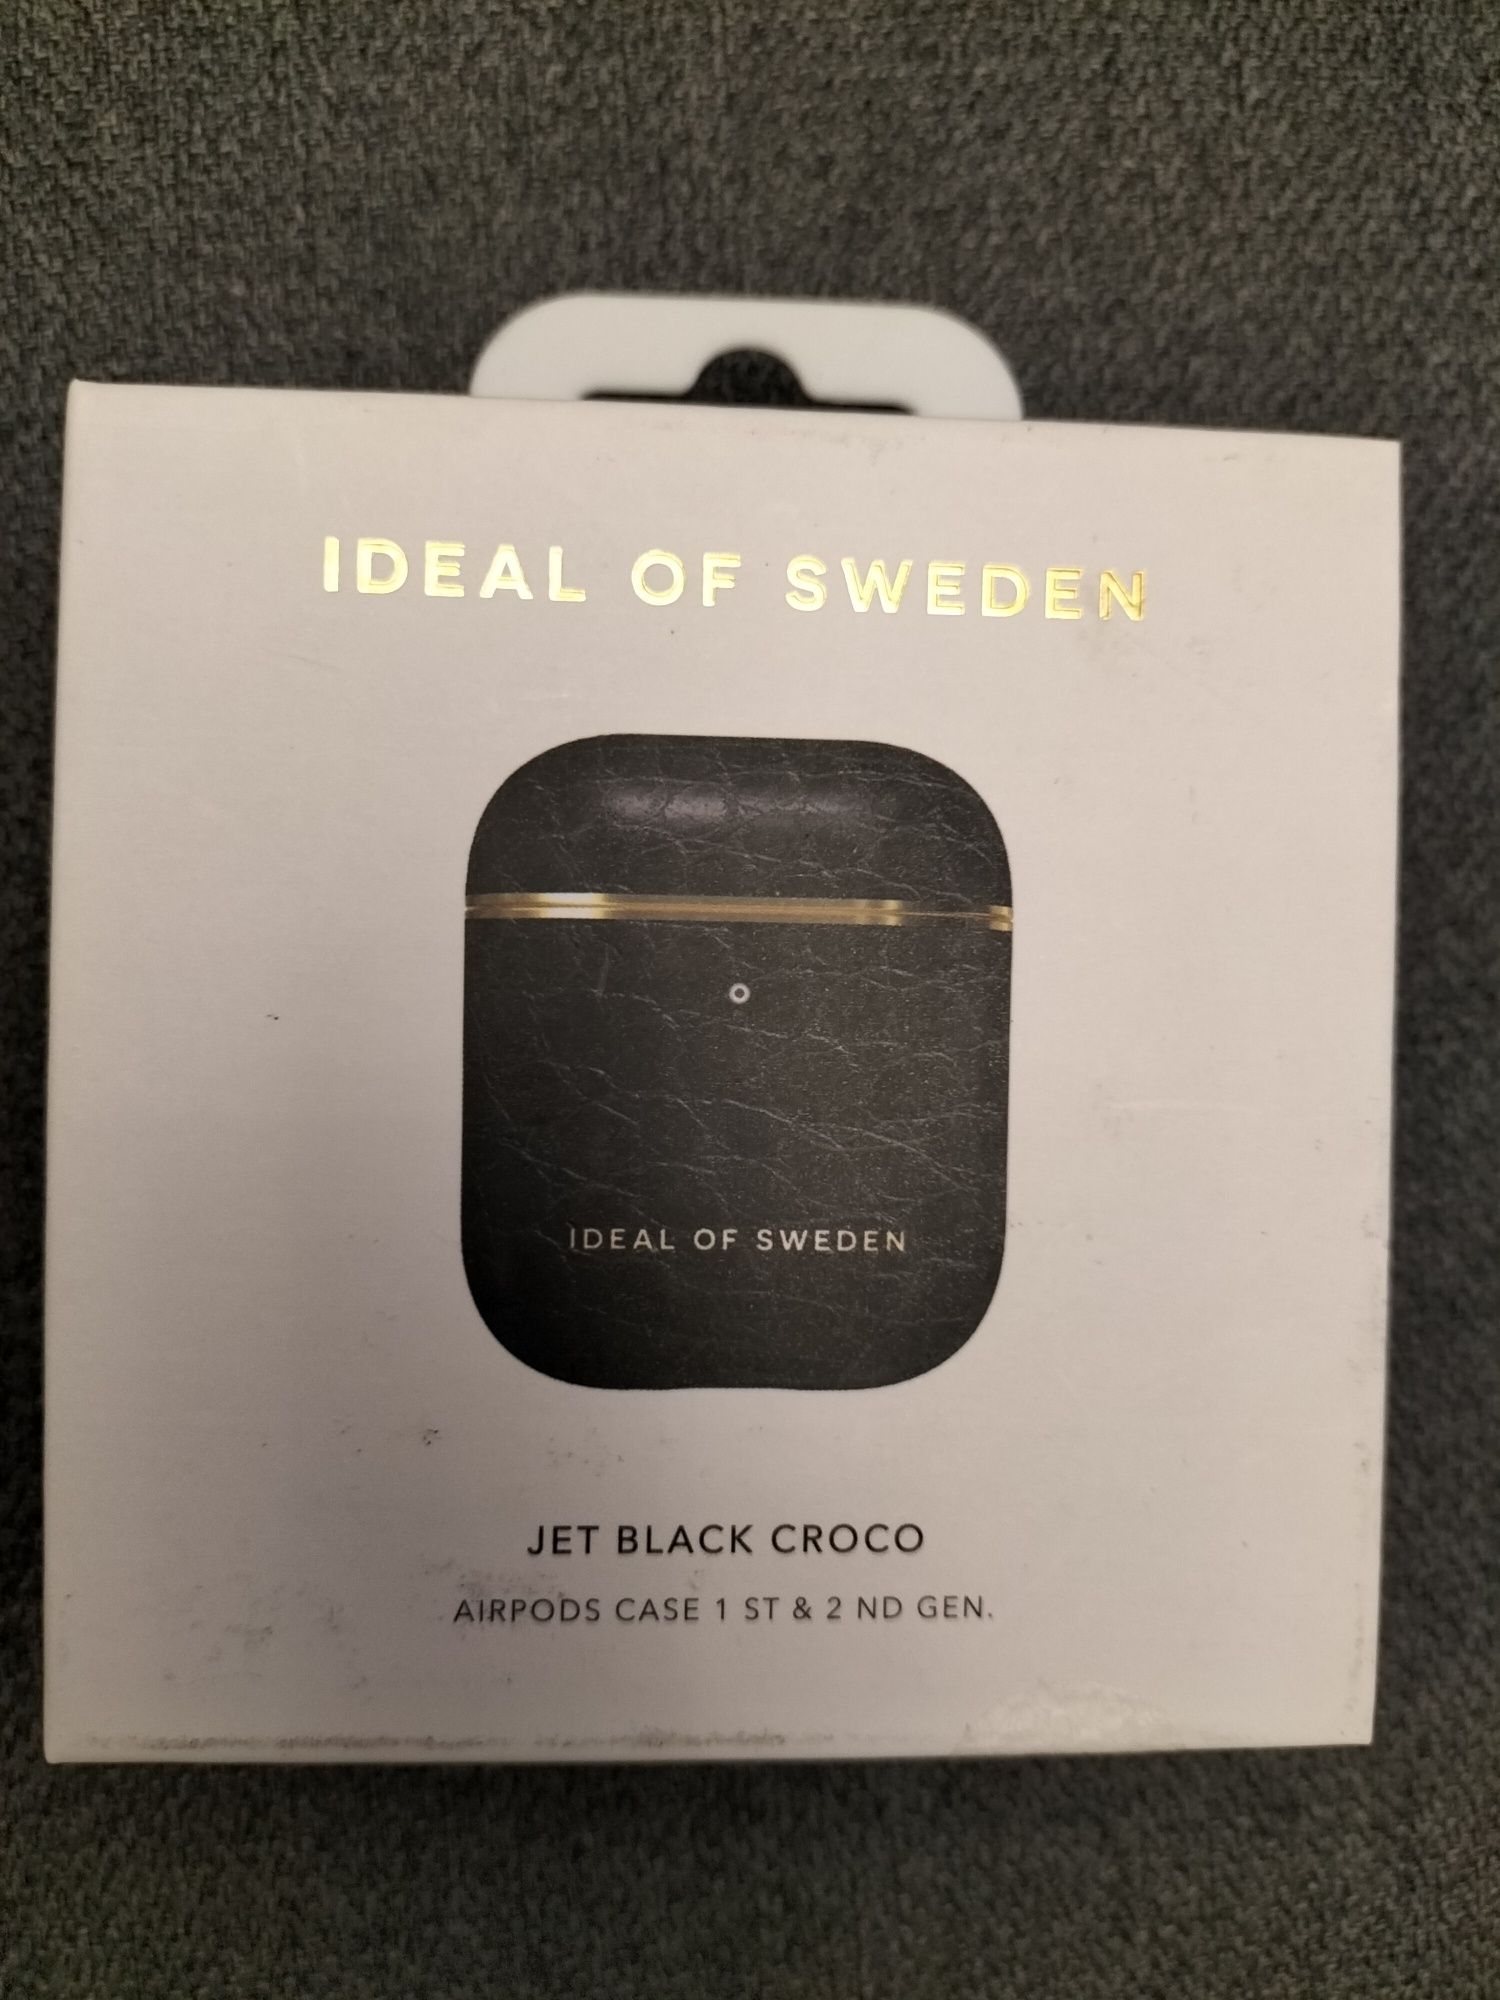 IDEAL OF SWEDEN
IDEAL OF SWEDEN
JET BLACK CROCO
AIRPODS CASE 1 ST & 2 ND GEN.